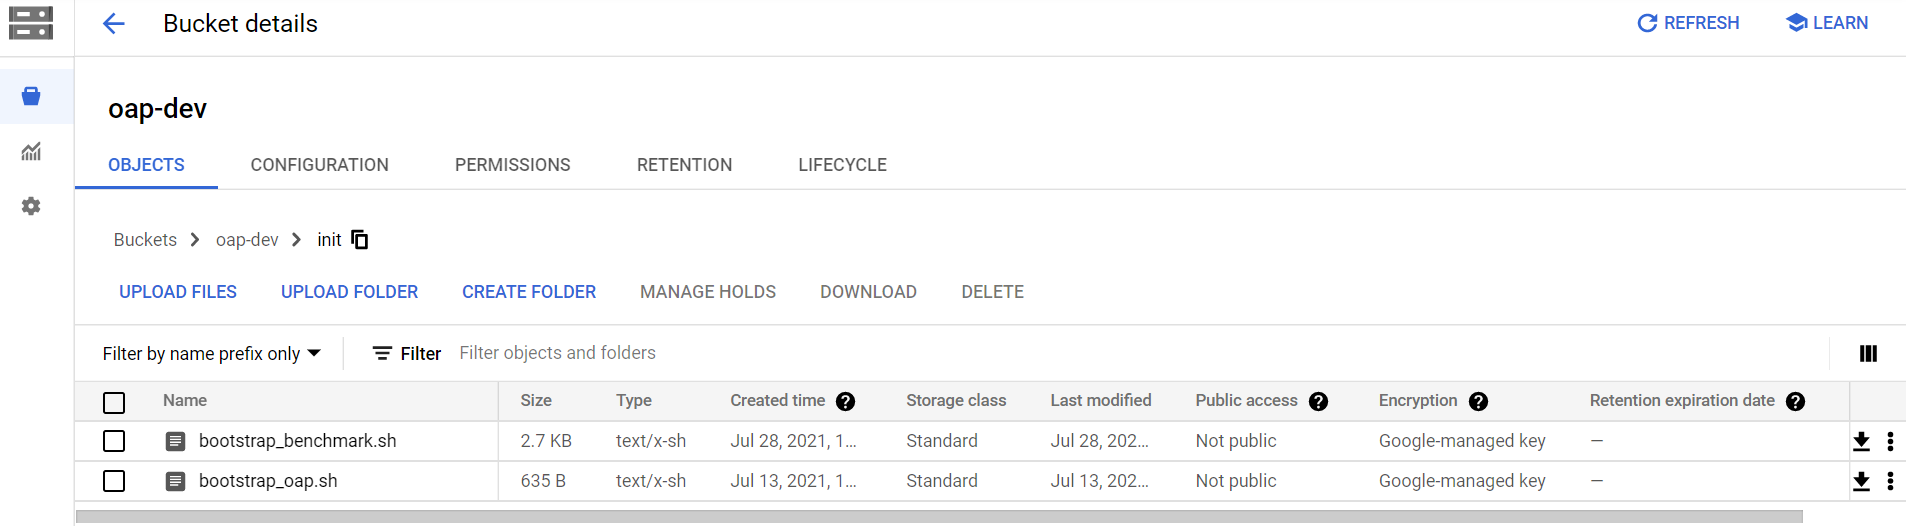 Bucket details
REFRESH LEARN
oap-dev
OBJECTS CONFIGURATION PERMISSIONS RETENTION LIFECYCLE
Buckets oap-dev init
UPLOAD FILES UPLOAD FOLDER CREATE FOLDER MANAGE HOLDS DOWNLOAD DELETE
Filter by name prefix only Filter Filter objects and folders
Name Size Type Created time ? Storage class Last modified Public access ? Encryption ? Retention expiration date ?
bootstrap_benchmark.sh 2.7 KB text/x-sh Jul 28, 2021, 1... Standard Jul 28, 202... Not public Google-managed key —
bootstrap_oap.sh 635 B text/x-sh Jul 13, 2021, 1... Standard Jul 13, 202... Not public Google-managed key —